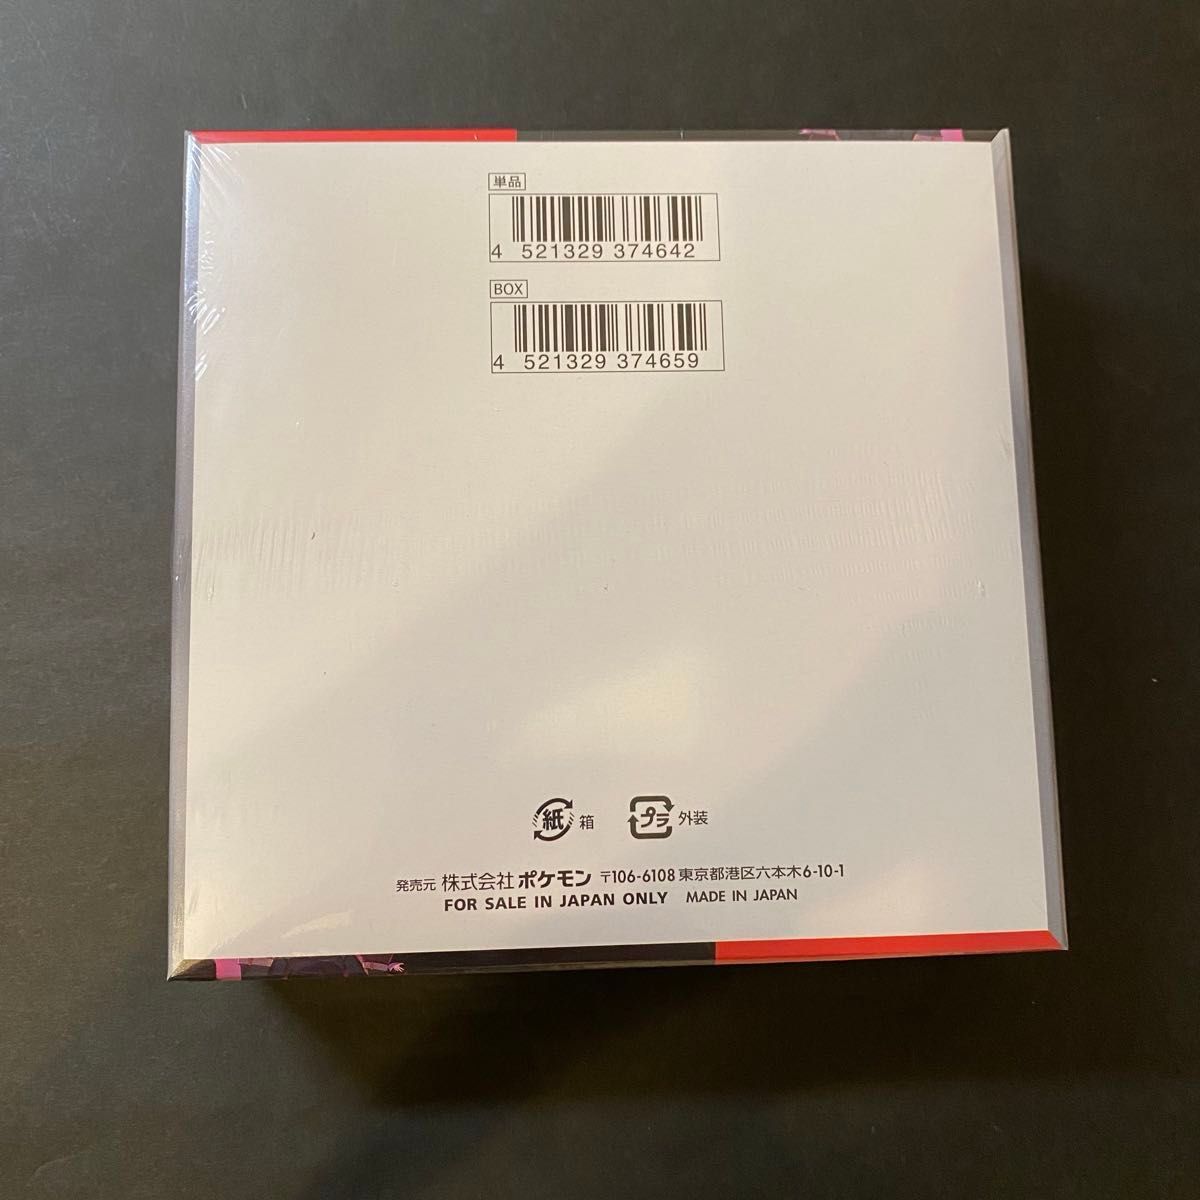 単品
4 521329 374642
BOX
4 521329 374659
紙 箱 プラ 外装
発売元 株式会社 ポケモン 〒106-6108 東京都港区六本木6-10-1
FOR SALE IN JAPAN ONLY MADE IN JAPAN